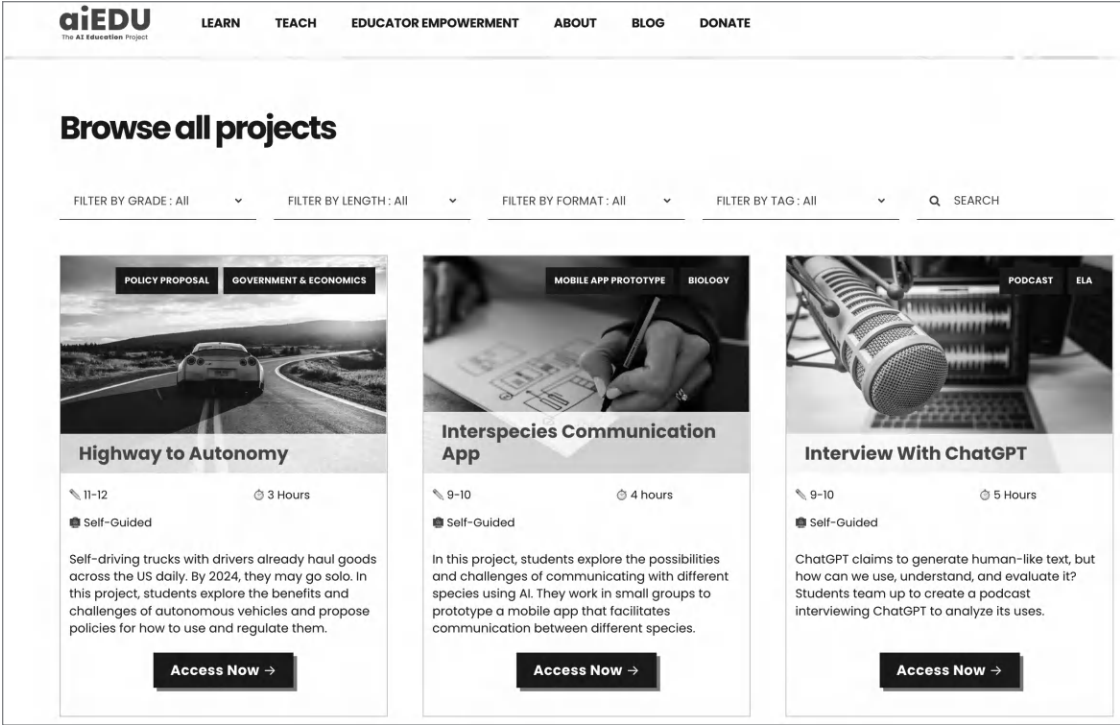 aiEDU
The AI Education Project
LEARN TEACH EDUCATOR EMPOWERMENT ABOUT BLOG DONATE
Browse all projects
FILTER BY GRADE : All FILTER BY LENGTH : All FILTER BY FORMAT : All FILTER BY TAG : All SEARCH
POLICY PROPOSAL GOVERNMENT & ECONOMICS
Highway to Autonomy
11-12 3 Hours
Self-Guided
Self-driving trucks with drivers already haul goods
across the US daily. By 2024, they may go solo. In
this project, students explore the benefits and
challenges of autonomous vehicles and propose
policies for how to use and regulate them.
Access Now →
MOBILE APP PROTOTYPE BIOLOGY
Interspecies Communication
App
9-10 4 hours
Self-Guided
In this project, students explore the possibilities
and challenges of communicating with different
species using AI. They work in small groups to
prototype a mobile app that facilitates
communication between different species.
Access Now →
PODCAST ELA
Interview With ChatGPT
9-10 5 Hours
Self-Guided
ChatGPT claims to generate human-like text, but
how can we use, understand, and evaluate it?
Students team up to create a podcast
interviewing ChatGPT to analyze its uses.
Access Now →